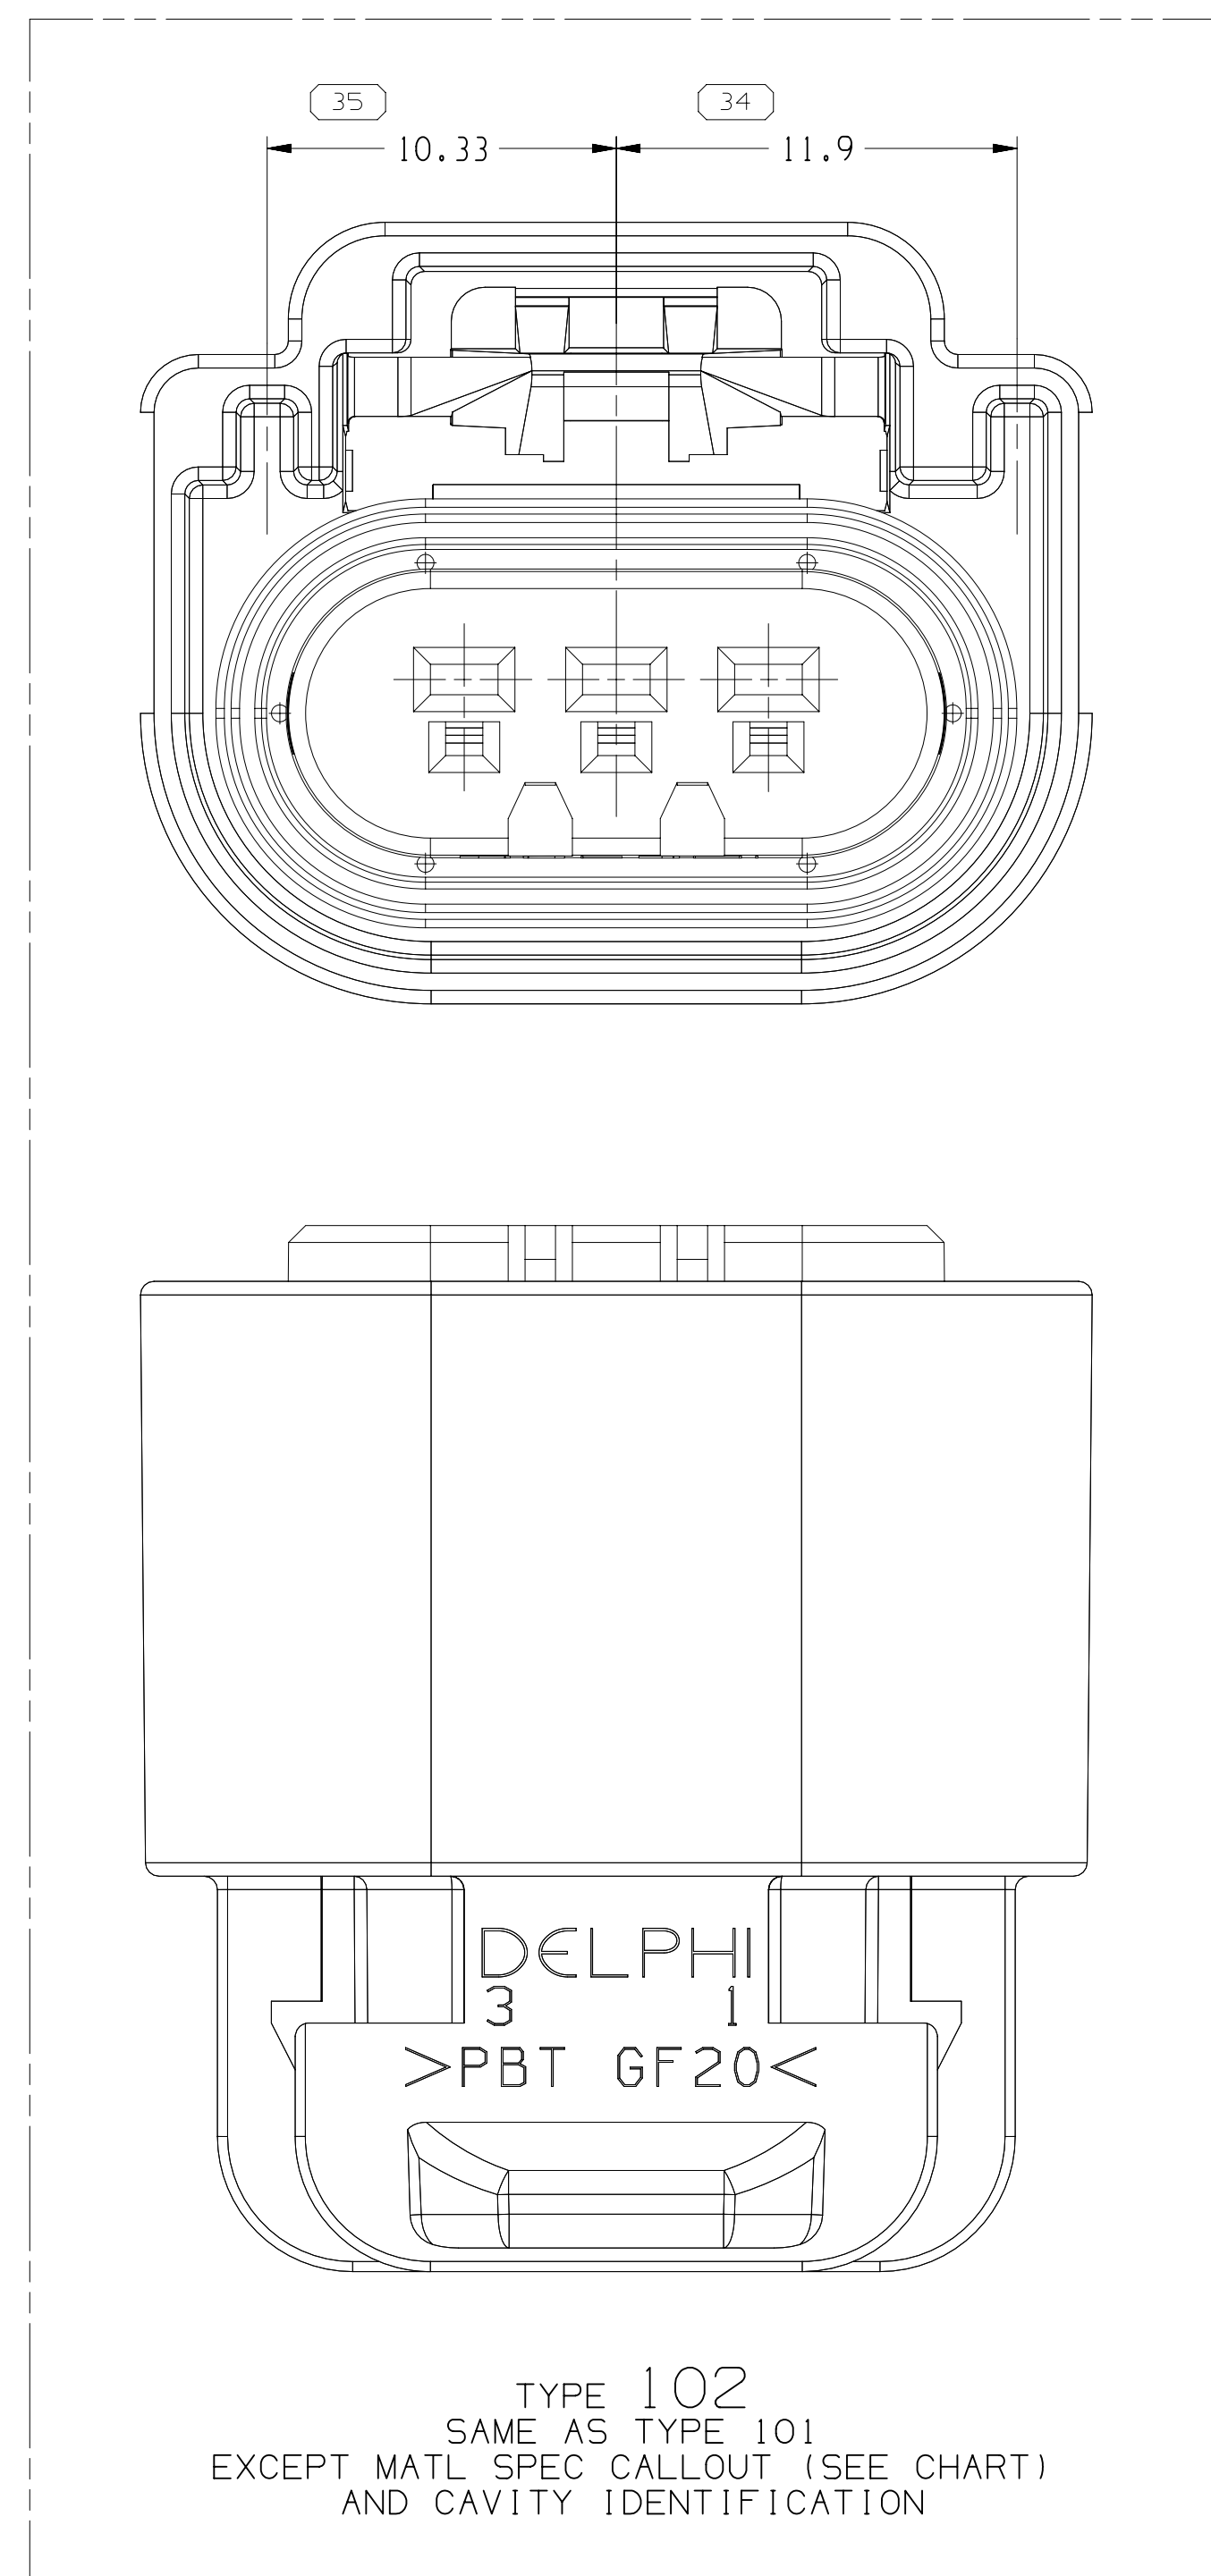 35 34
10.33 11.9
DELPHI
3 1
>PBT GF20<
TYPE 102
SAME AS TYPE 101
EXCEPT MATL SPEC CALLOUT (SEE CHART)
AND CAVITY IDENTIFICATION